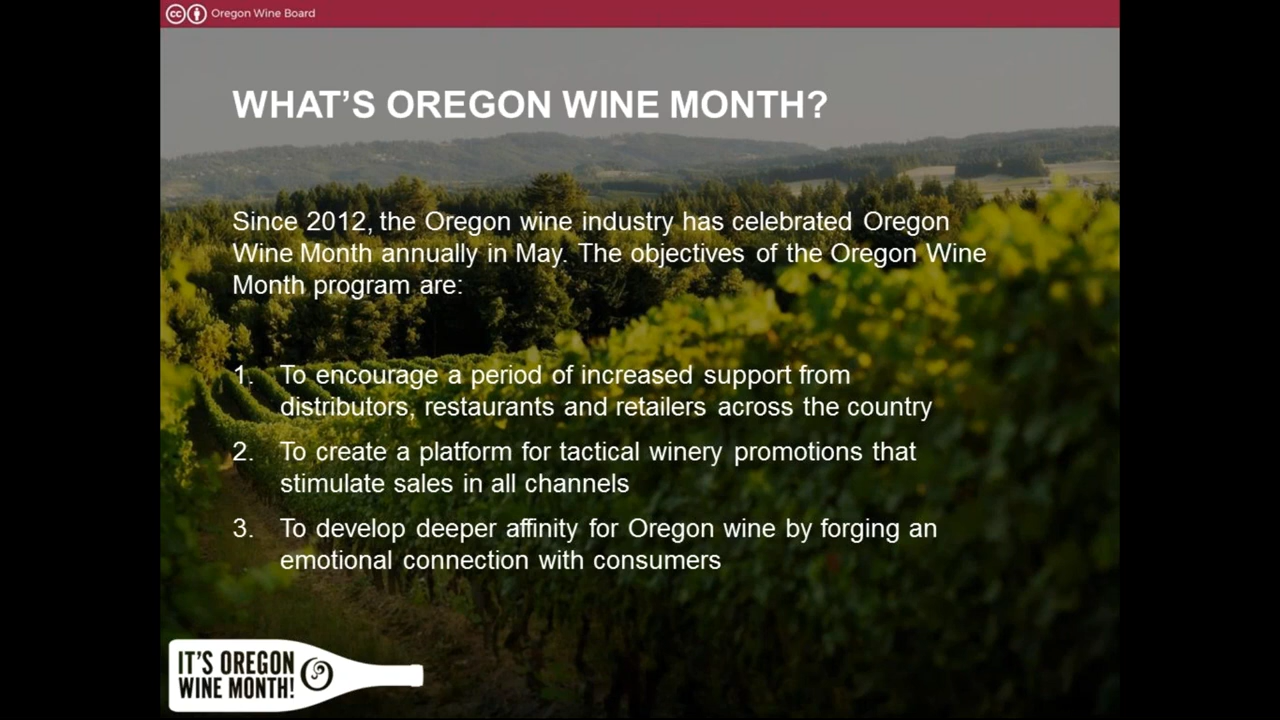 Oregon Wine Board
WHAT'S OREGON WINE MONTH?
Since 2012, the Oregon wine industry has celebrated Oregon
Wine Month annually in May. The objectives of the Oregon Wine
Month program are:
1. To encourage a period of increased support from
distributors, restaurants and retailers across the country
2. To create a platform for tactical winery promotions that
stimulate sales in all channels
3. To develop deeper affinity for Oregon wine by forging an
emotional connection with consumers
IT'S OREGON
WINE MONTH!